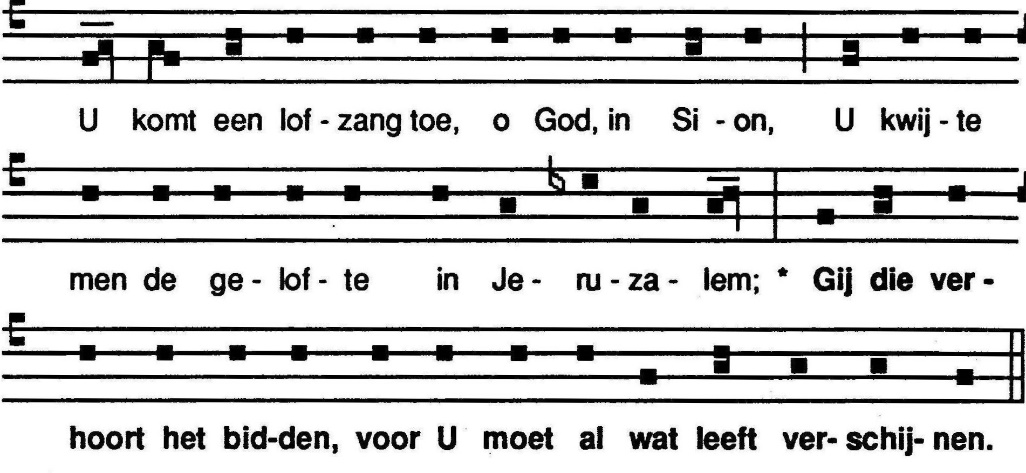 U komt een lof - zang toe, o God, in Si - on, U kwij - te
men de ge - lof - te in Je - ru - za - lem; * Gij die ver -
hoort het bid-den, voor U moet al wat leeft ver- schij- nen.